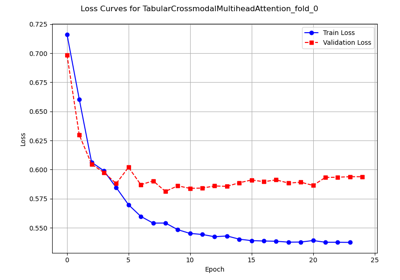 Loss Curves for TabularCrossmodalMultiheadAttention_fold_0
Train Loss
Validation Loss
0.725
0.700
0.675
0.650
0.625
0.600
0.575
0.550
Loss
0
5
10
15
20
25
Epoch